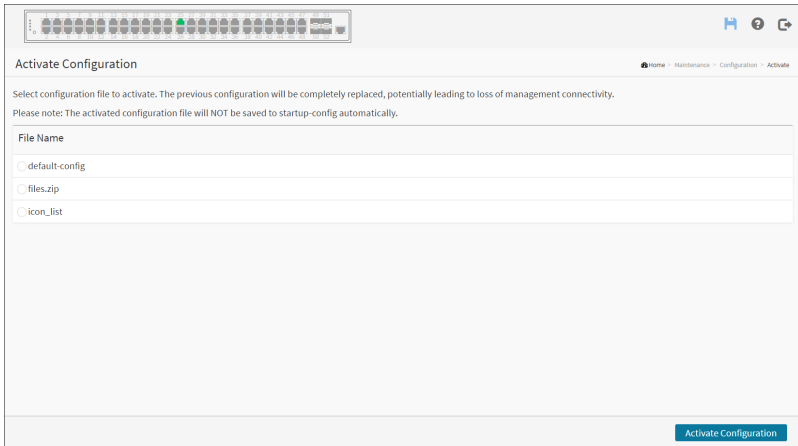 Activate Configuration
Home > Maintenance > Configuration > Activate
Select configuration file to activate. The previous configuration will be completely replaced, potentially leading to loss of management connectivity.
Please note: The activated configuration file will NOT be saved to startup-config automatically.
File Name
default-config
files.zip
icon_list
Activate Configuration